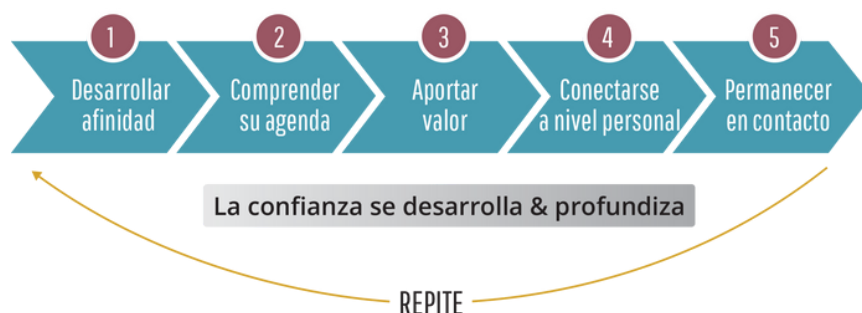 1
Desarrollar
afinidad
2
Comprender
su agenda
3
Aportar
valor
4
Conectarse
a nivel personal
5
Permanecer
en contacto
La confianza se desarrolla & profundiza
REPITE